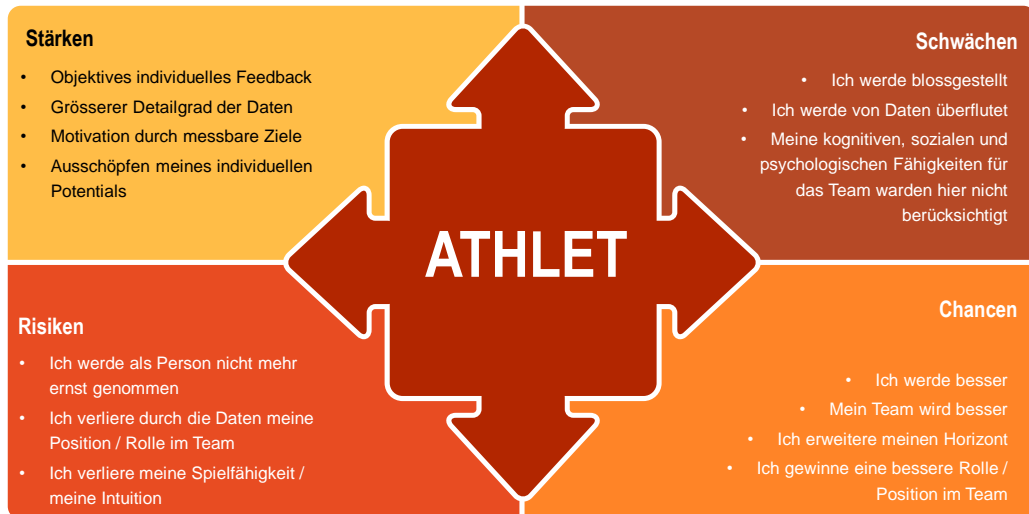 Stärken
• Objektives individuelles Feedback
• Grösserer Detailgrad der Daten
• Motivation durch messbare Ziele
• Ausschöpfen meines individuellen
Potentials
Schwächen
• Ich werde blossgestellt
• Ich werde von Daten überflutet
• Meine kognitiven, sozialen und
psychologischen Fähigkeiten für
das Team warden hier nicht
berücksichtigt
ATHLET
Risiken
• Ich werde als Person nicht mehr
ernst genommen
• Ich verliere durch die Daten meine
Position / Rolle im Team
• Ich verliere meine Spielfähigkeit /
meine Intuition
Chancen
• Ich werde besser
• Mein Team wird besser
• Ich erweitere meinen Horizont
• Ich gewinne eine bessere Rolle /
Position im Team